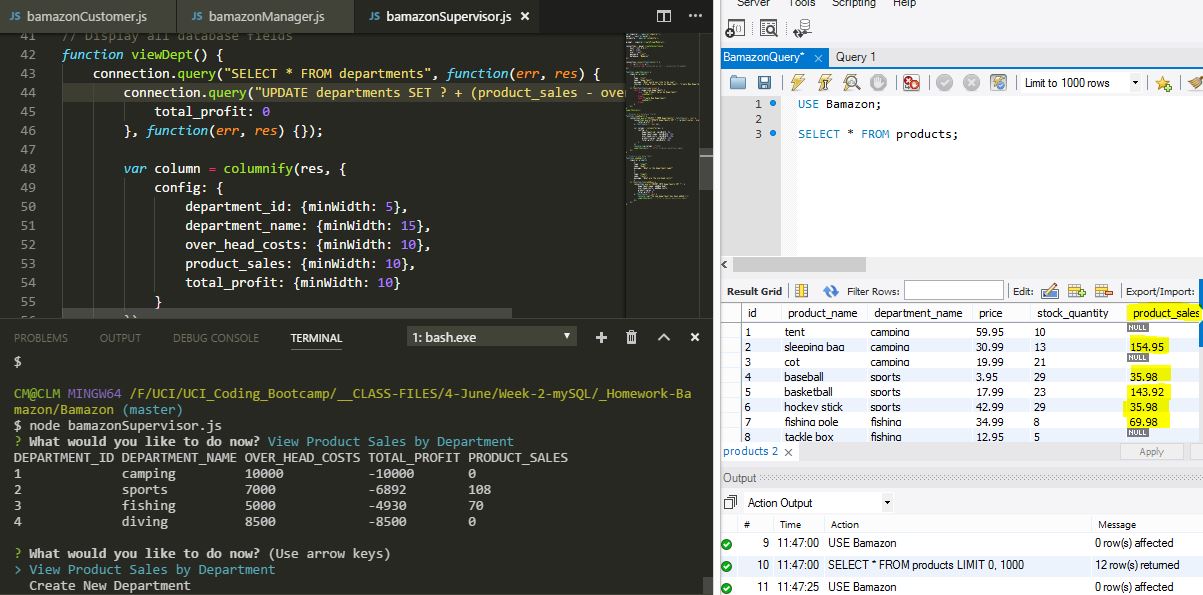 JS bamazonCustomer.js JS bamazonManager.js JS bamazonSupervisor.js ×
41 // Display all database fields
42 function viewDept() {
43 connection.query("SELECT * FROM departments", function(err, res) {
44 connection.query("UPDATE departments SET ? + (product_sales - over
45 total_profit: 0
46 }, function(err, res) {});
47
48 var column = columnify(res, {
49 config: {
50 department_id: {minWidth: 5},
51 department_name: {minWidth: 15},
52 over_head_costs: {minWidth: 10},
53 product_sales: {minWidth: 10},
54 total_profit: {minWidth: 10}
55 }
PROBLEMS OUTPUT DEBUG CONSOLE TERMINAL 1: bash.exe
$
CM@CLM MINGW64 /F/UCI/UCI_Coding_Bootcamp/__CLASS-FILES/4-June/Week-2-mySQL/_Homework-Ba
mazon/Bamazon (master)
$ node bamazonSupervisor.js
? What would you like to do now? View Product Sales by Department
DEPARTMENT_ID DEPARTMENT_NAME OVER_HEAD_COSTS TOTAL_PROFIT PRODUCT_SALES
1 camping 10000 -10000 0
2 sports 7000 -6892 108
3 fishing 5000 -4930 70
4 diving 8500 -8500 0
? What would you like to do now? (Use arrow keys)
> View Product Sales by Department
Create New Department
Server Tools Scripting Help
BamazonQuery* × Query 1
Limit to 1000 rows
1 USE Bamazon;
2
3 SELECT * FROM products;
Result Grid Filter Rows: Edit: Export/Import:
id product_name department_name price stock_quantity product_sales
1 tent camping 59.95 10 NULL
2 sleeping bag camping 30.99 13 154.95
3 cot camping 19.99 21 NULL
4 baseball sports 3.95 29 35.98
5 basketball sports 17.99 23 143.92
6 hockey stick sports 42.99 29 35.98
7 fishing pole fishing 34.99 8 69.98
8 tackle box fishing 12.95 5 NULL
products 2 × Apply
Output
Action Output
# Time Action Message
9 11:47:00 USE Bamazon 0 row(s) affected
10 11:47:00 SELECT * FROM products LIMIT 0, 1000 12 row(s) returned
11 11:47:25 USE Bamazon 0 row(s) affected